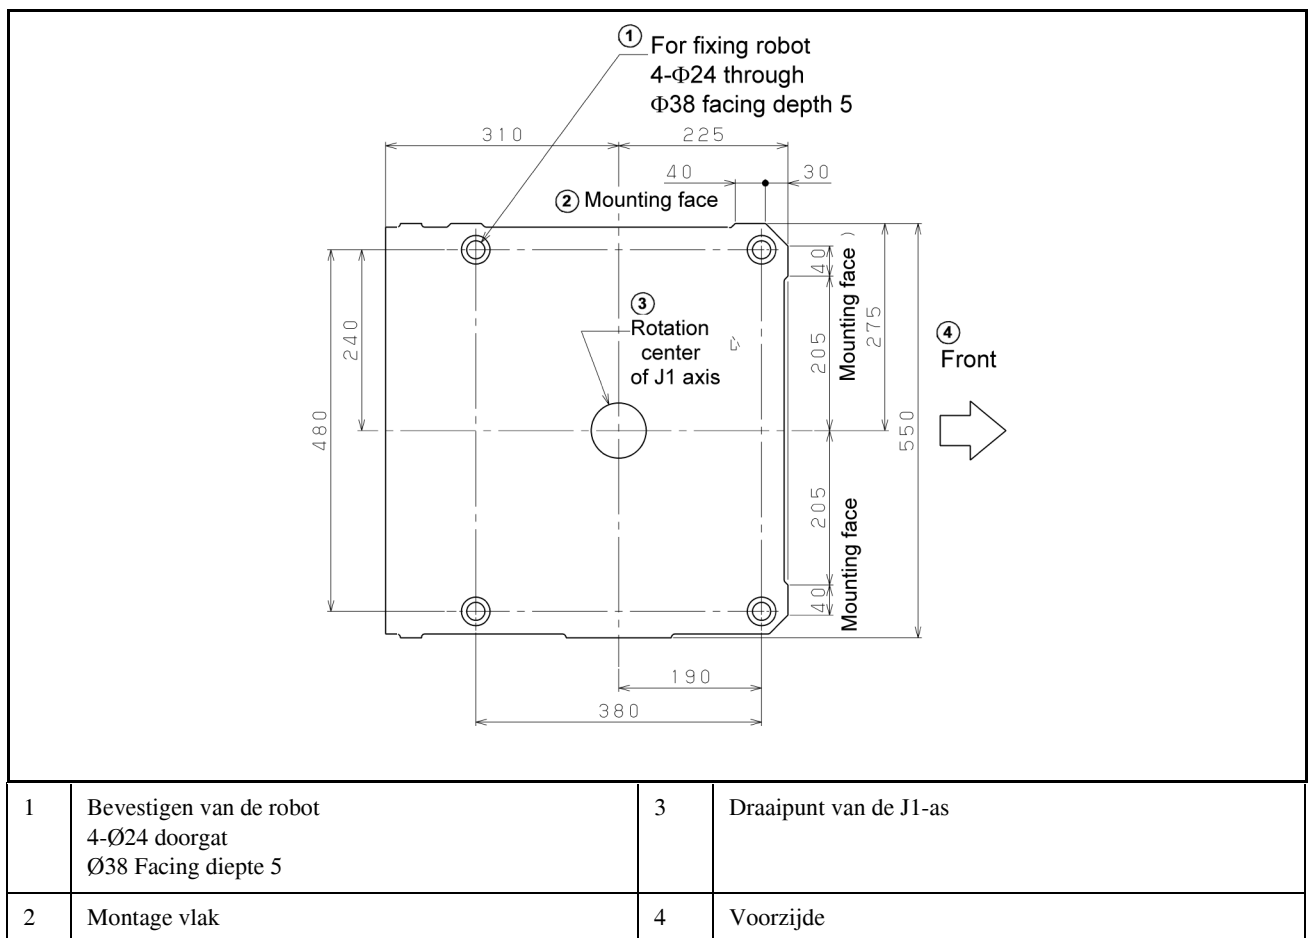 ① For fixing robot
4-Φ24 through
Φ38 facing depth 5
310
225
40
30
② Mounting face
40
Mounting face )
③
Rotation
center
of J1 axis
240
205
275
④
Front
480
550
205
Mounting face
40
190
380
1 Bevestigen van de robot
4-Ø24 doorgat
Ø38 Facing diepte 5
3 Draaipunt van de J1-as
2 Montage vlak
4 Voorzijde